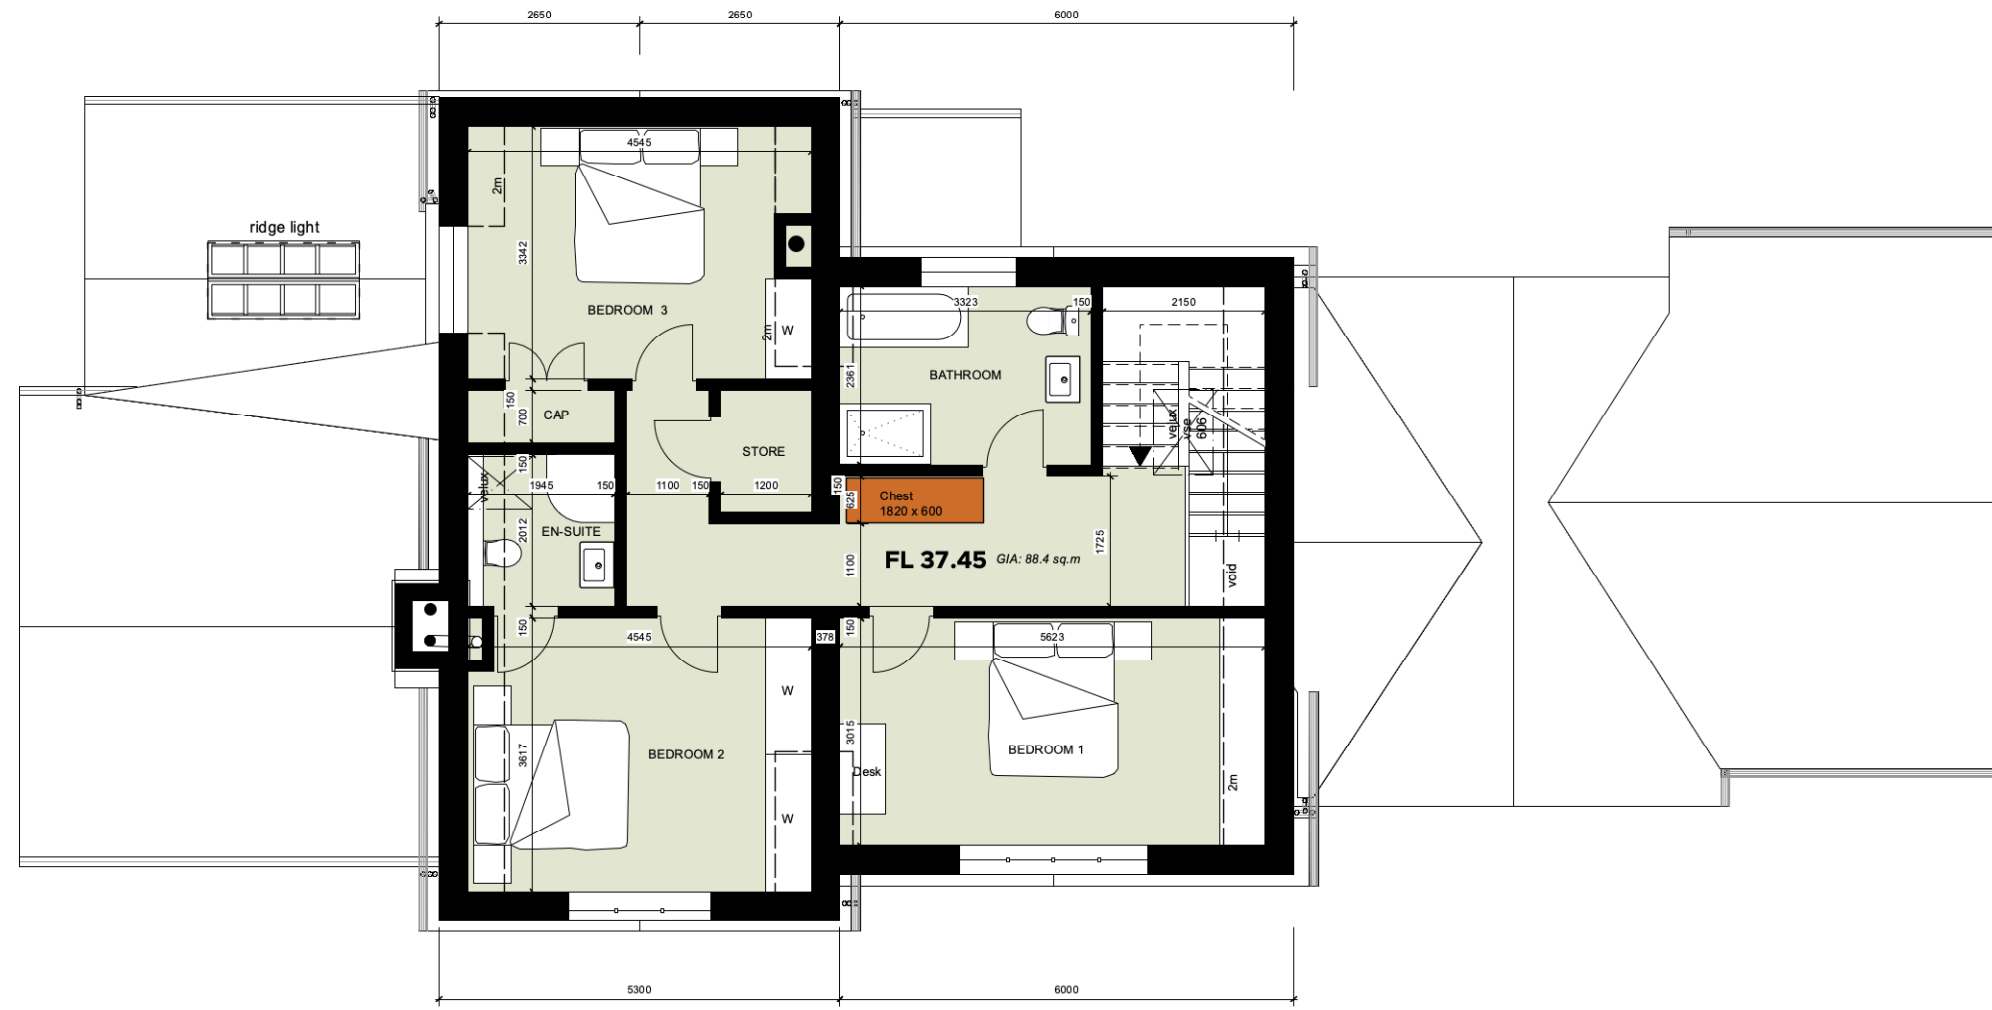 2650
2650
6000
4545
2m
ridge light
3342
BEDROOM 3
2m
W
3323
150
2150
2361
BATHROOM
150
700
CAP
velux
vse
606
STORE
150
velux
1945
150
1100
150
1200
150
625
Chest
1820 x 600
2012
EN-SUITE
1100
FL 37.45
GIA: 88.4 sq.m
1725
void
150
4545
378
150
5623
W
3617
BEDROOM 2
3015
BEDROOM 1
Desk
2m
W
5300
6000